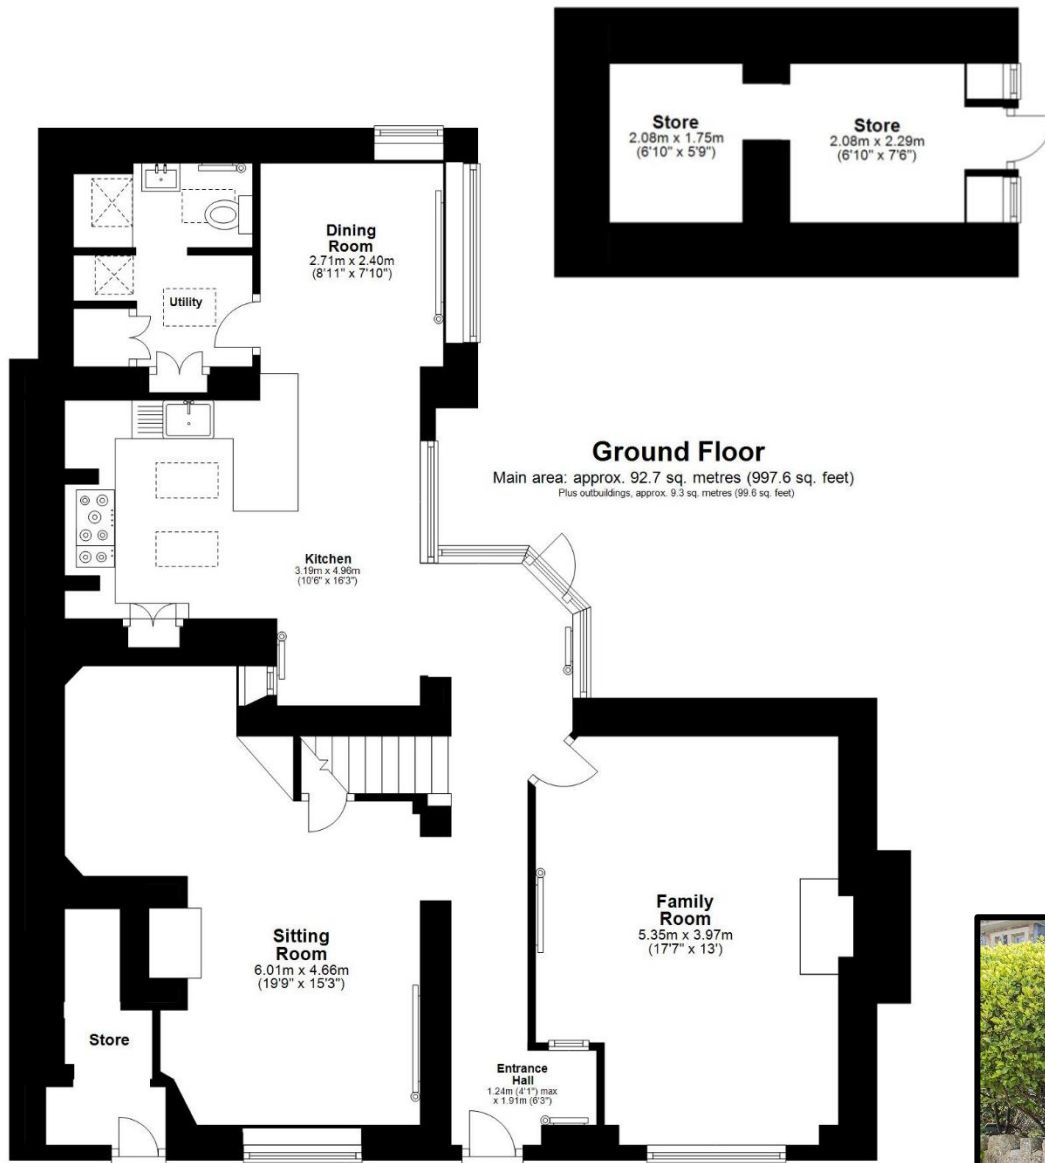 Store
2.08m x 1.75m
(6'10" x 5'9")
Store
2.08m x 2.29m
(6'10" x 7'6")
Dining
Room
2.71m x 2.40m
(8'11" x 7'10")
Utility
Ground Floor
Main area: approx. 92.7 sq. metres (997.6 sq. feet)
Plus outbuildings, approx. 9.3 sq. metres (99.6 sq. feet)
Kitchen
3.19m x 4.96m
(10'6" x 16'3")
Family
Room
5.35m x 3.97m
(17'7" x 13')
Sitting
Room
6.01m x 4.66m
(19'9" x 15'3")
Store
Entrance
Hall
1.24m (4'1") max
x 1.91m (6'3")